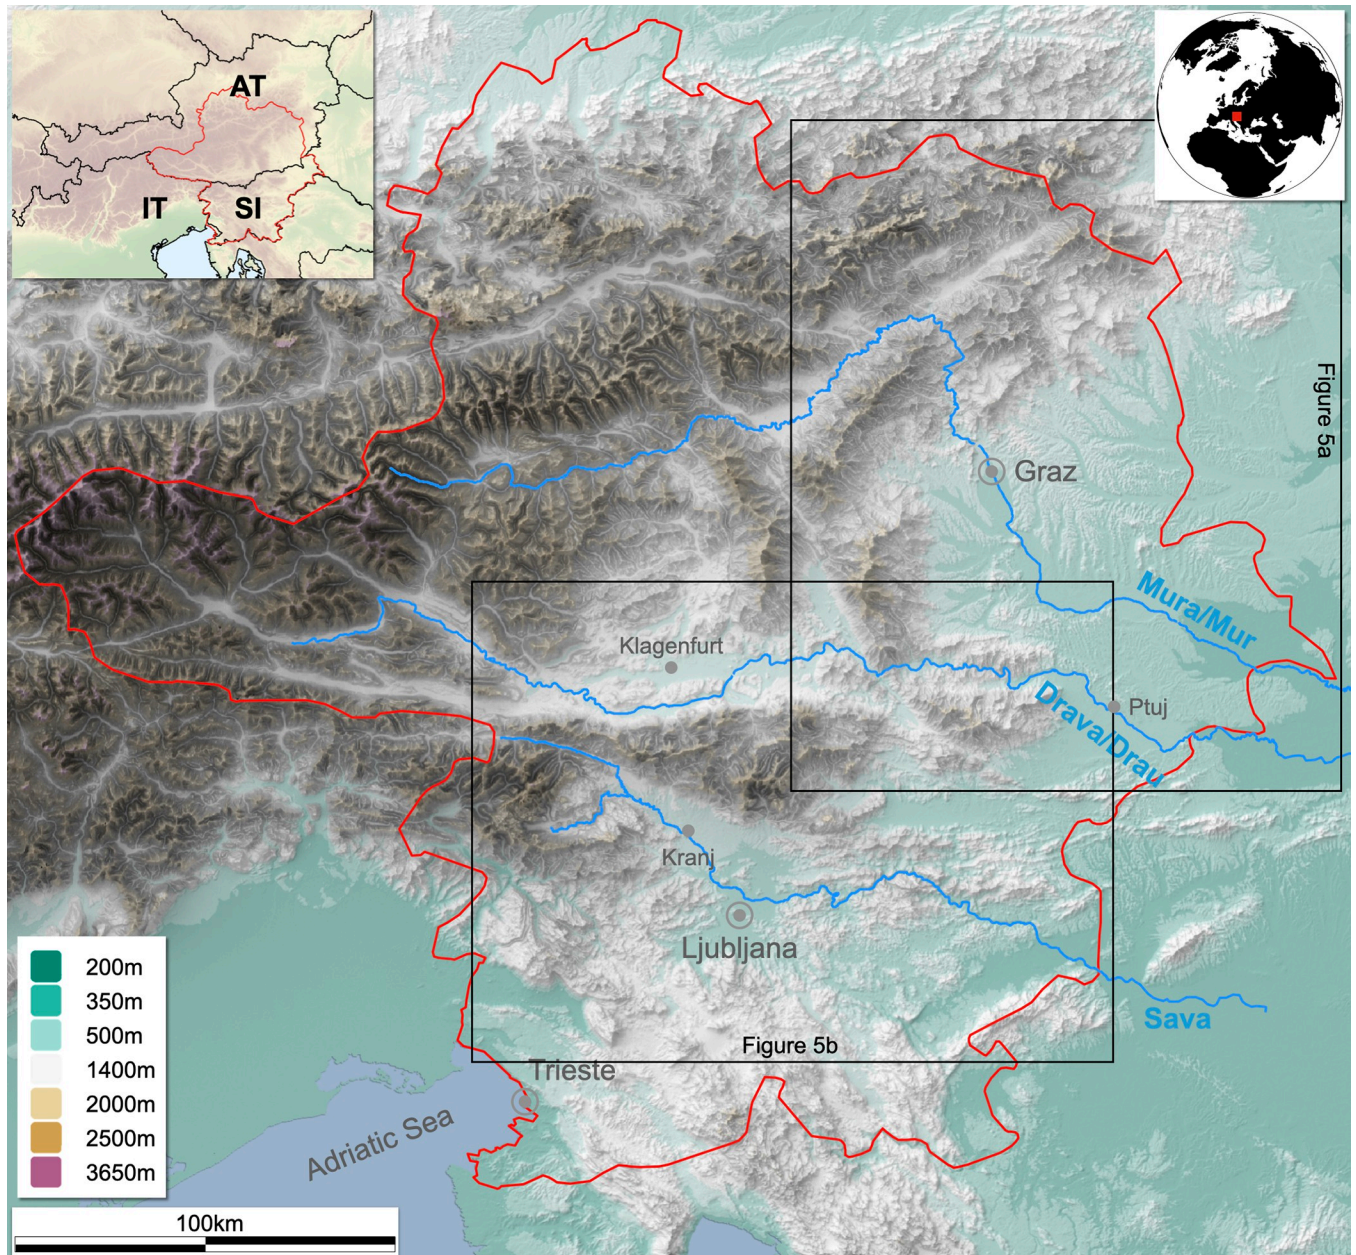 AT
IT
SI
Figure 5a
Graz
Mura/Mur
Klagenfurt
Drava/Drau
Ptuj
Kranj
Ljubljana
Sava
Figure 5b
Trieste
Adriatic Sea
200m
350m
500m
1400m
2000m
2500m
3650m
100km